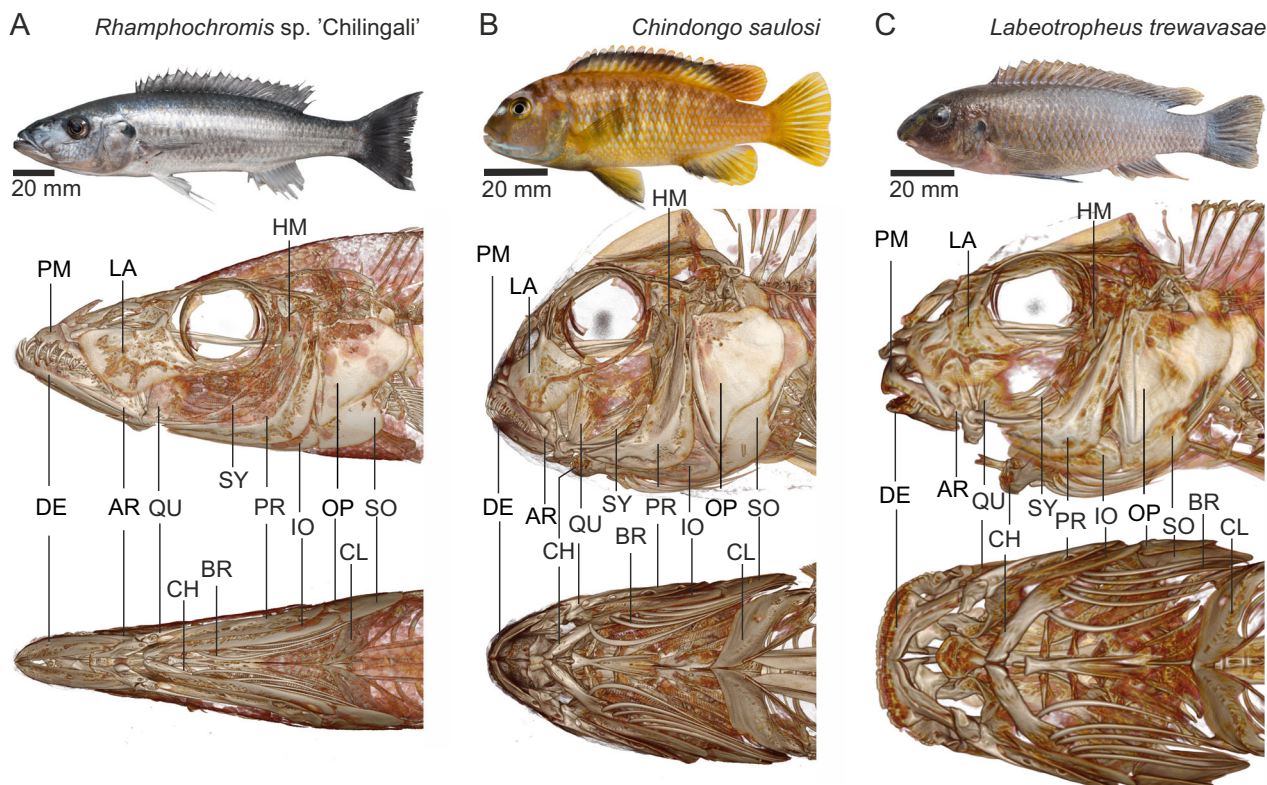 A Rhamphochromis sp. ’Chilingali’
B Chindongo saulosi
C Labeotropheus trewavasae
20 mm
20 mm
20 mm
PM LA HM
SY
DE AR QU PR IO OP SO
CH BR CL
PM LA HM
DE AR CH QU SY BR PR IO OP CL SO
PM LA HM
DE AR QU CH SY PR IO OP SO BR CL